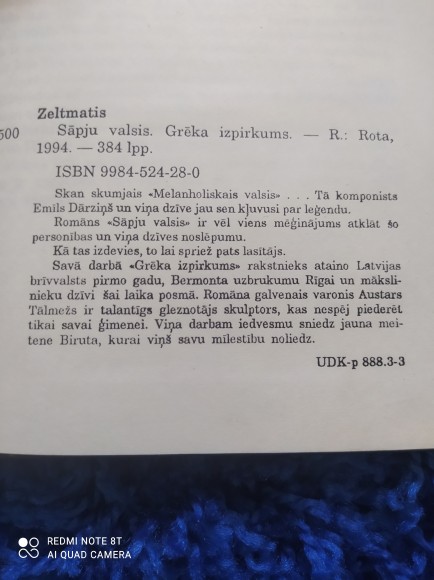 Zeltmatis
500
Sāpju valsis. Grēka izpirkums. — R.: Rota,
1994. — 384 lpp.
ISBN 9984-524-28-0
Skan skumjais «Melanholiskais valsis» . . . Tā komponists
Emīls Dārziņš un viņa dzīve jau sen kļuvusi par leģendu.
Romāns «Sāpju valsis» ir vēl viens mēģinājums atklāt šo
personības un viņa dzīves noslēpumu.
Kā tas izdevies, to lai spriež pats lasītājs.
Savā darbā «Grēka izpirkums» rakstnieks ataino Latvijas
brīvvalsts pirmo gadu, Bermonta uzbrukumu Rīgai un māksli-
nieku dzīvi šai laika posmā. Romāna galvenais varonis Austars
Tālmežs ir talantīgs gleznotājs skulptors, kas nespēj piederēt
tikai savai ģimenei. Viņa darbam iedvesmu sniedz jauna mei-
tene Biruta, kurai viņš savu mīlestību noliedz.
UDK-p 888.3-3
REDMI NOTE 8T
AI QUAD CAMERA